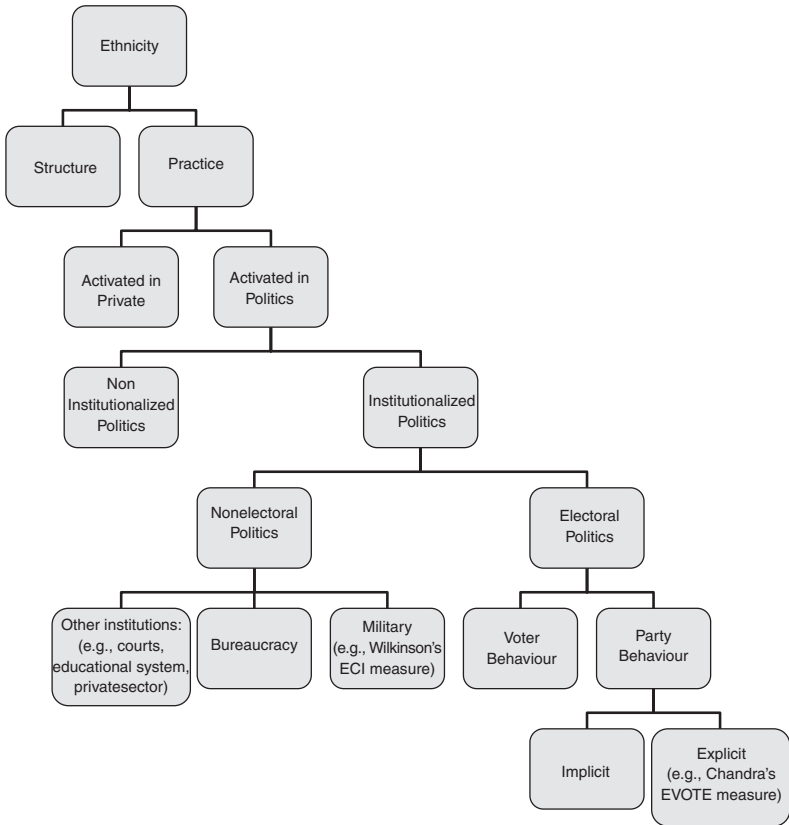 Ethnicity
Structure
Practice
Activated in
Private
Activated in
Politics
Non
Institutionalized
Politics
Institutionalized
Politics
Nonelectoral
Politics
Electoral
Politics
Other institutions:
(e.g., courts,
educational system,
privatesector)
Bureaucracy
Military
(e.g., Wilkinson's
ECI measure)
Voter
Behaviour
Party
Behaviour
Implicit
Explicit
(e.g., Chandra's
EVOTE measure)